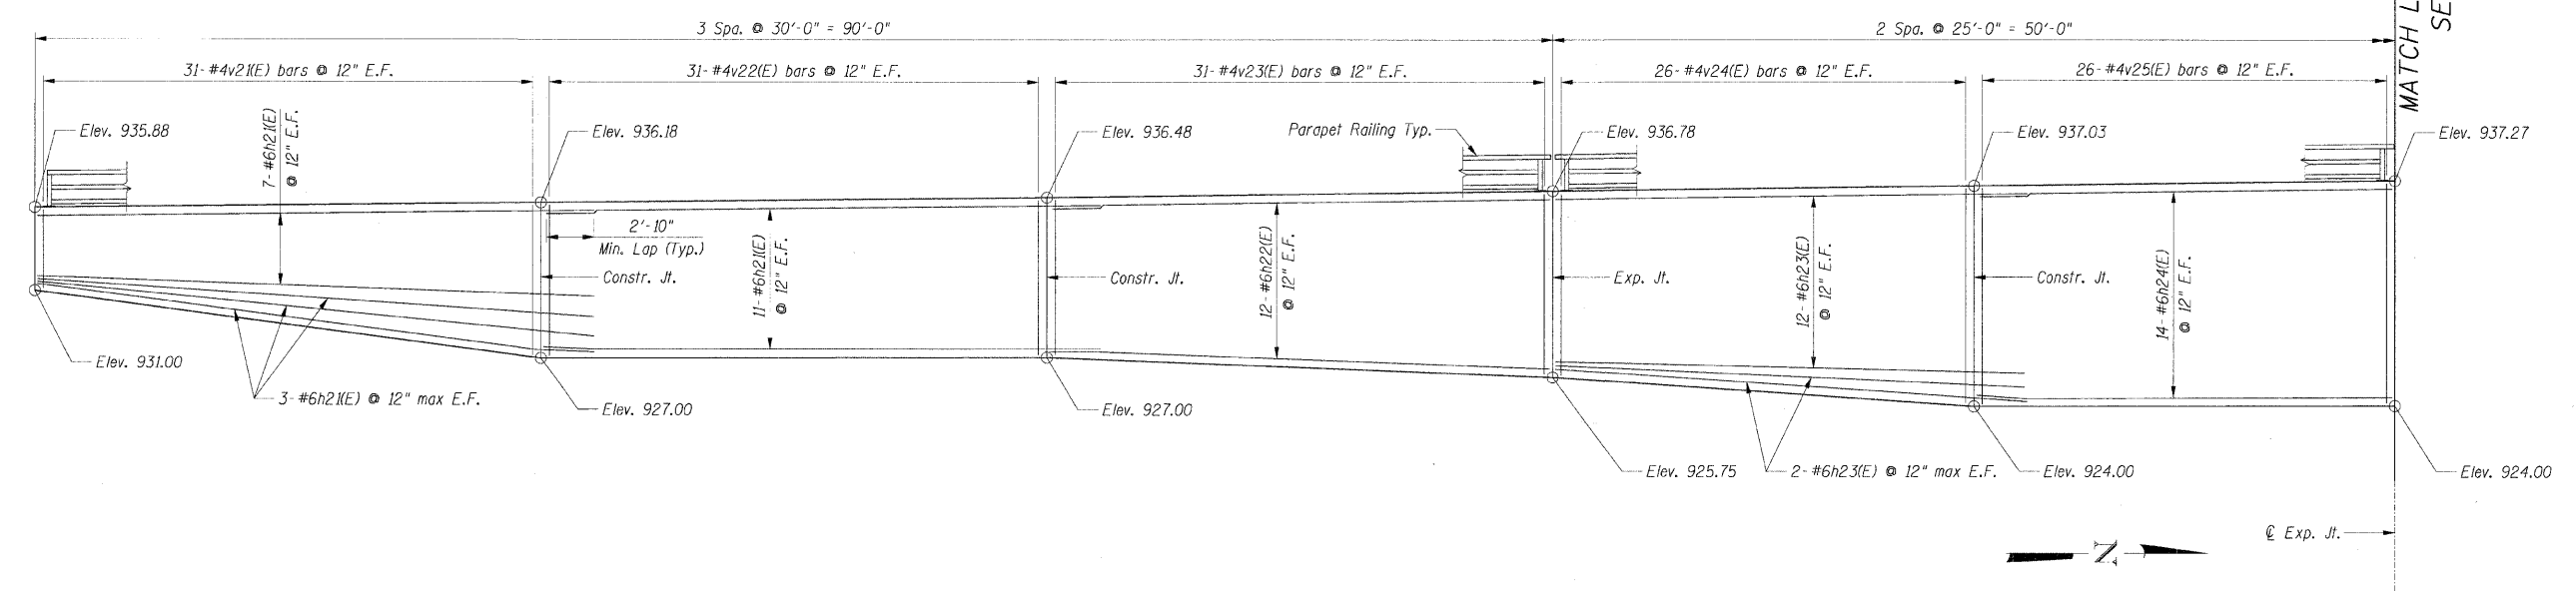 3 Spa. @ 30'-0" = 90'-0"
2 Spa. @ 25'-0" = 50'-0"
MATCH L
SE
31- #4v21(E) bars @ 12" E.F.
31- #4v22(E) bars @ 12" E.F.
31- #4v23(E) bars @ 12" E.F.
26- #4v24(E) bars @ 12" E.F.
26- #4v25(E) bars @ 12" E.F.
Elev. 935.88
7- #6h21(E)
@ 12" E.F.
Elev. 936.18
Elev. 936.48
Parapet Railing Typ.
Elev. 936.78
Elev. 937.03
Elev. 937.27
2'-10"
Min. Lap (Typ.)
Constr. Jt.
11- #6h21(E)
@ 12" E.F.
Constr. Jt.
12- #6h22(E)
@ 12" E.F.
Exp. Jt.
12- #6h23(E)
@ 12" E.F.
Constr. Jt.
14- #6h24(E)
@ 12" E.F.
Elev. 931.00
3- #6h21(E) @ 12" max E.F.
Elev. 927.00
Elev. 927.00
Elev. 925.75
2- #6h23(E) @ 12" max E.F.
Elev. 924.00
Elev. 924.00
℄ Exp. Jt.
N